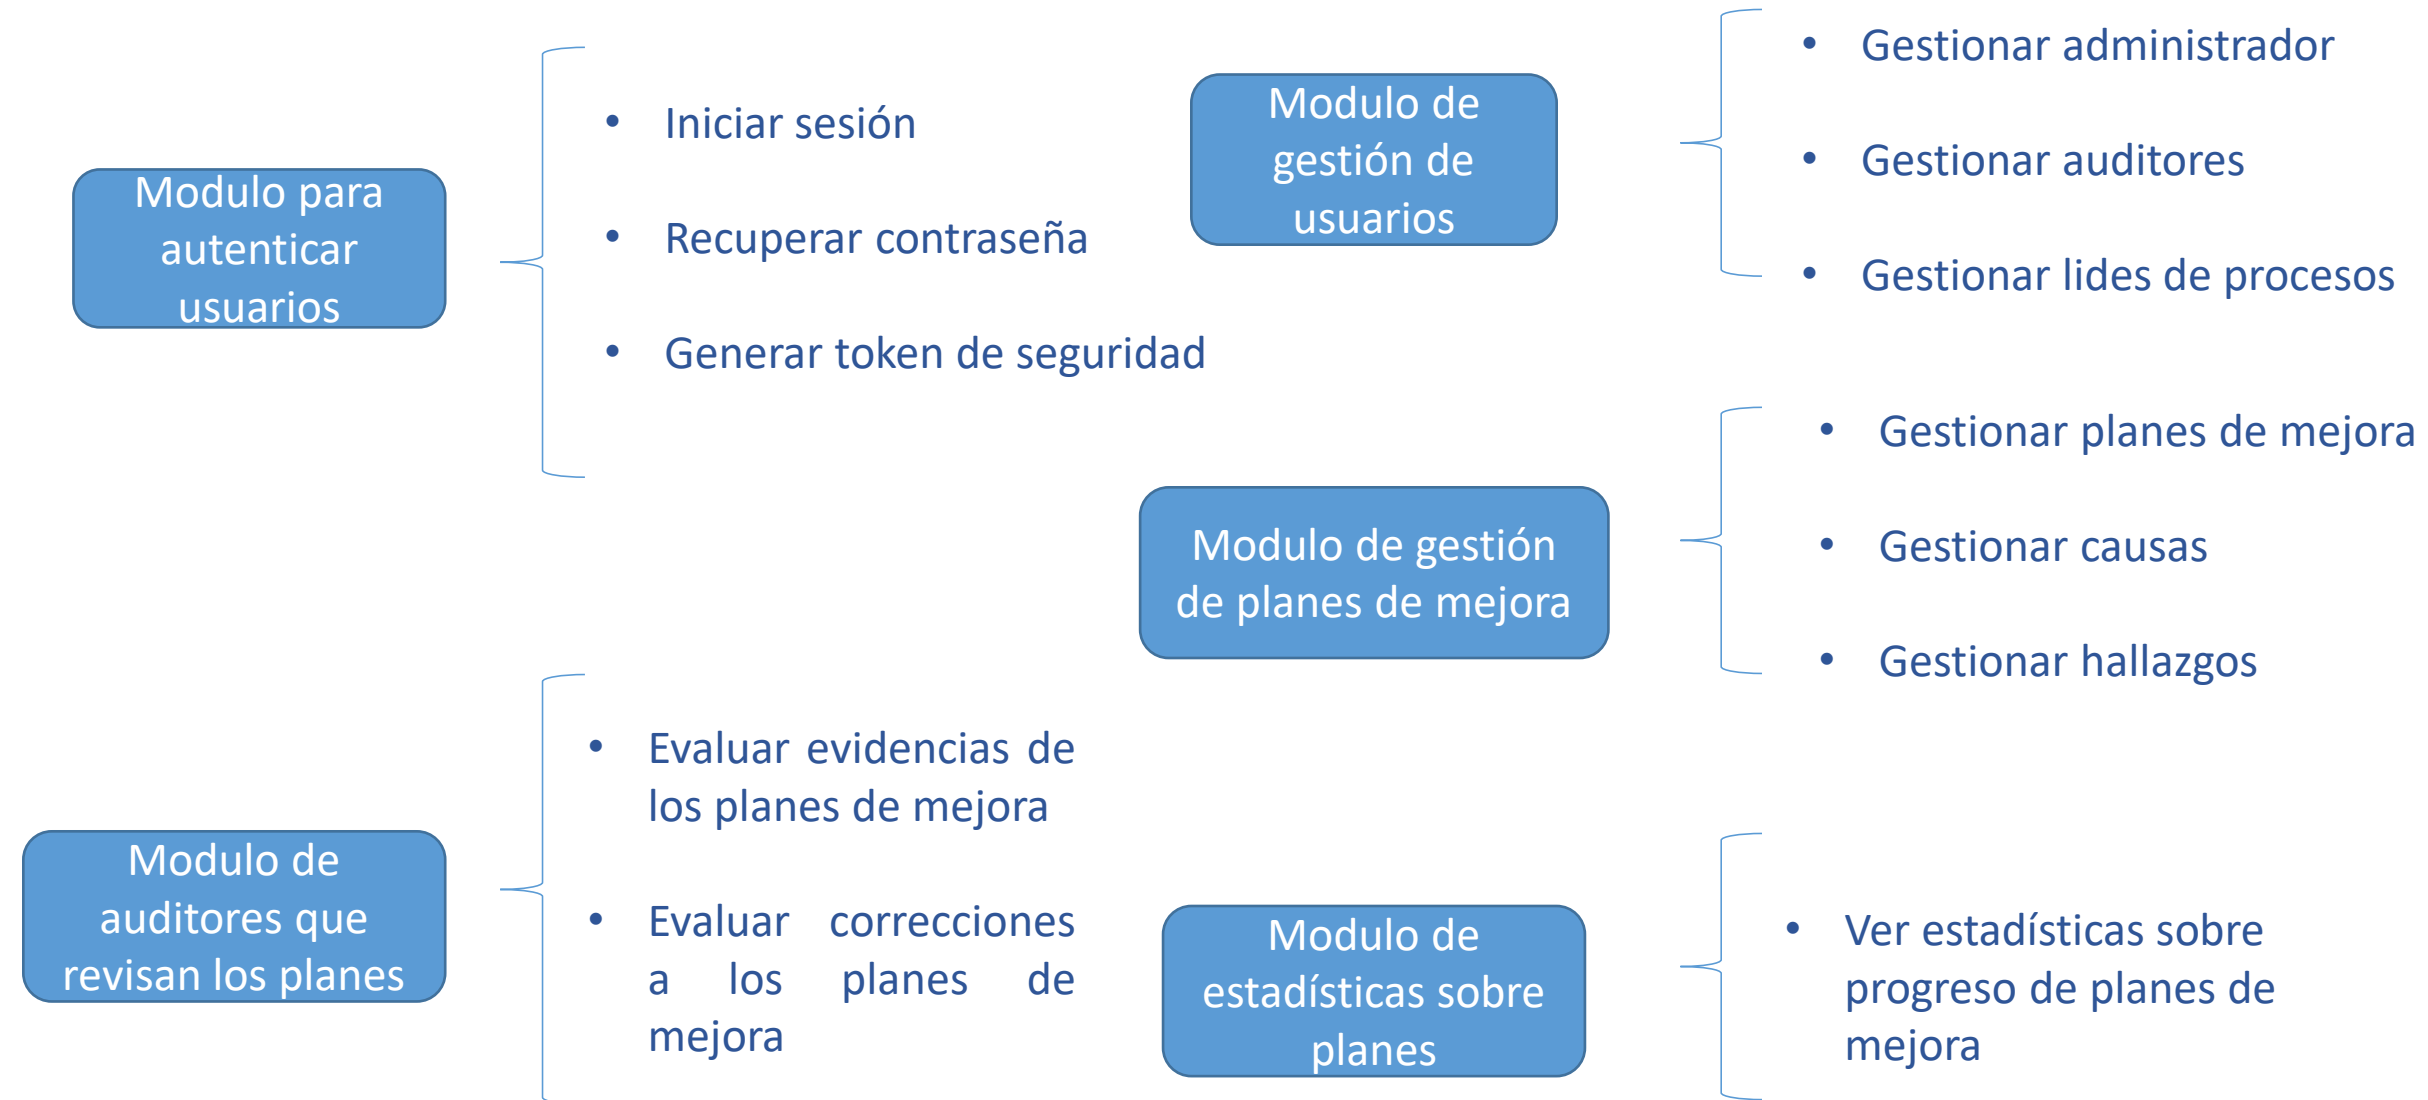 Modulo para
autenticar
usuarios
• Iniciar sesión
• Recuperar contraseña
• Generar token de seguridad
Modulo de
gestión de
usuarios
• Gestionar administrador
• Gestionar auditores
• Gestionar lides de procesos
Modulo de gestión
de planes de mejora
• Gestionar planes de mejora
• Gestionar causas
• Gestionar hallazgos
Modulo de
auditores que
revisan los planes
• Evaluar evidencias de
los planes de mejora
• Evaluar correcciones
a los planes de
mejora
Modulo de
estadísticas sobre
planes
• Ver estadísticas sobre
progreso de planes de
mejora